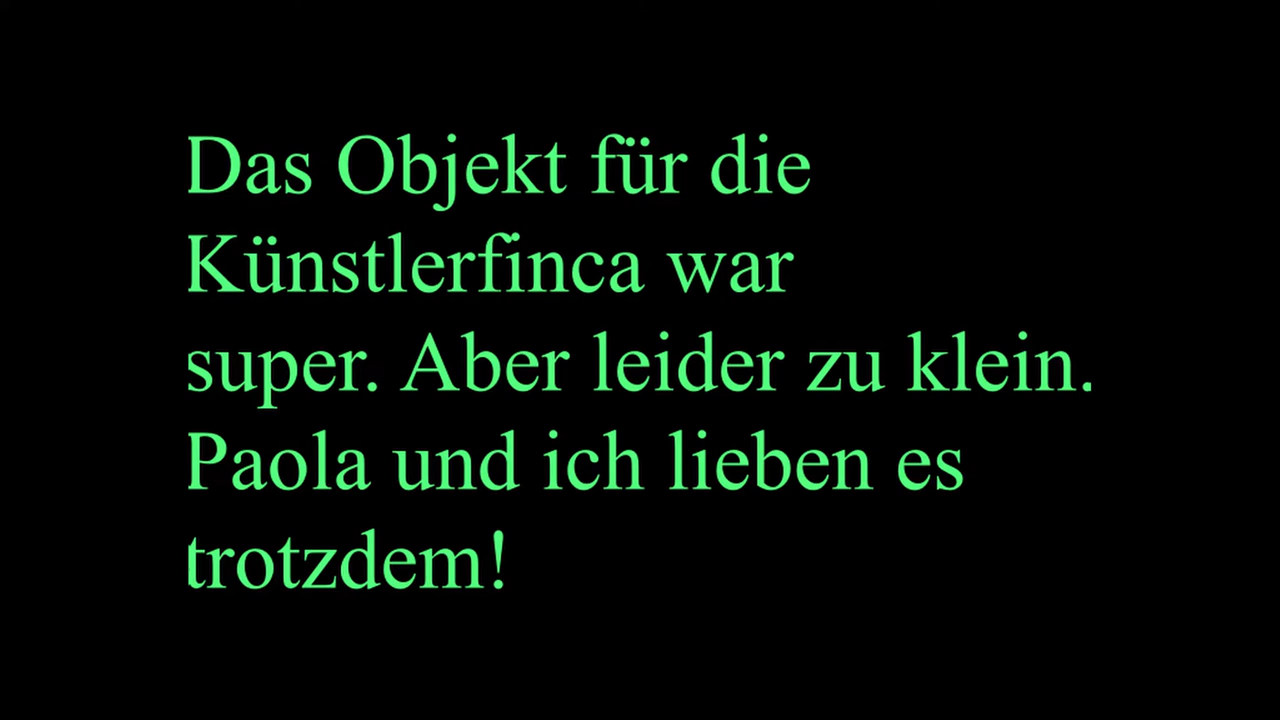 Das Objekt für die
Künstlerfinca war
super. Aber leider zu klein.
Paola und ich lieben es
trotzdem!